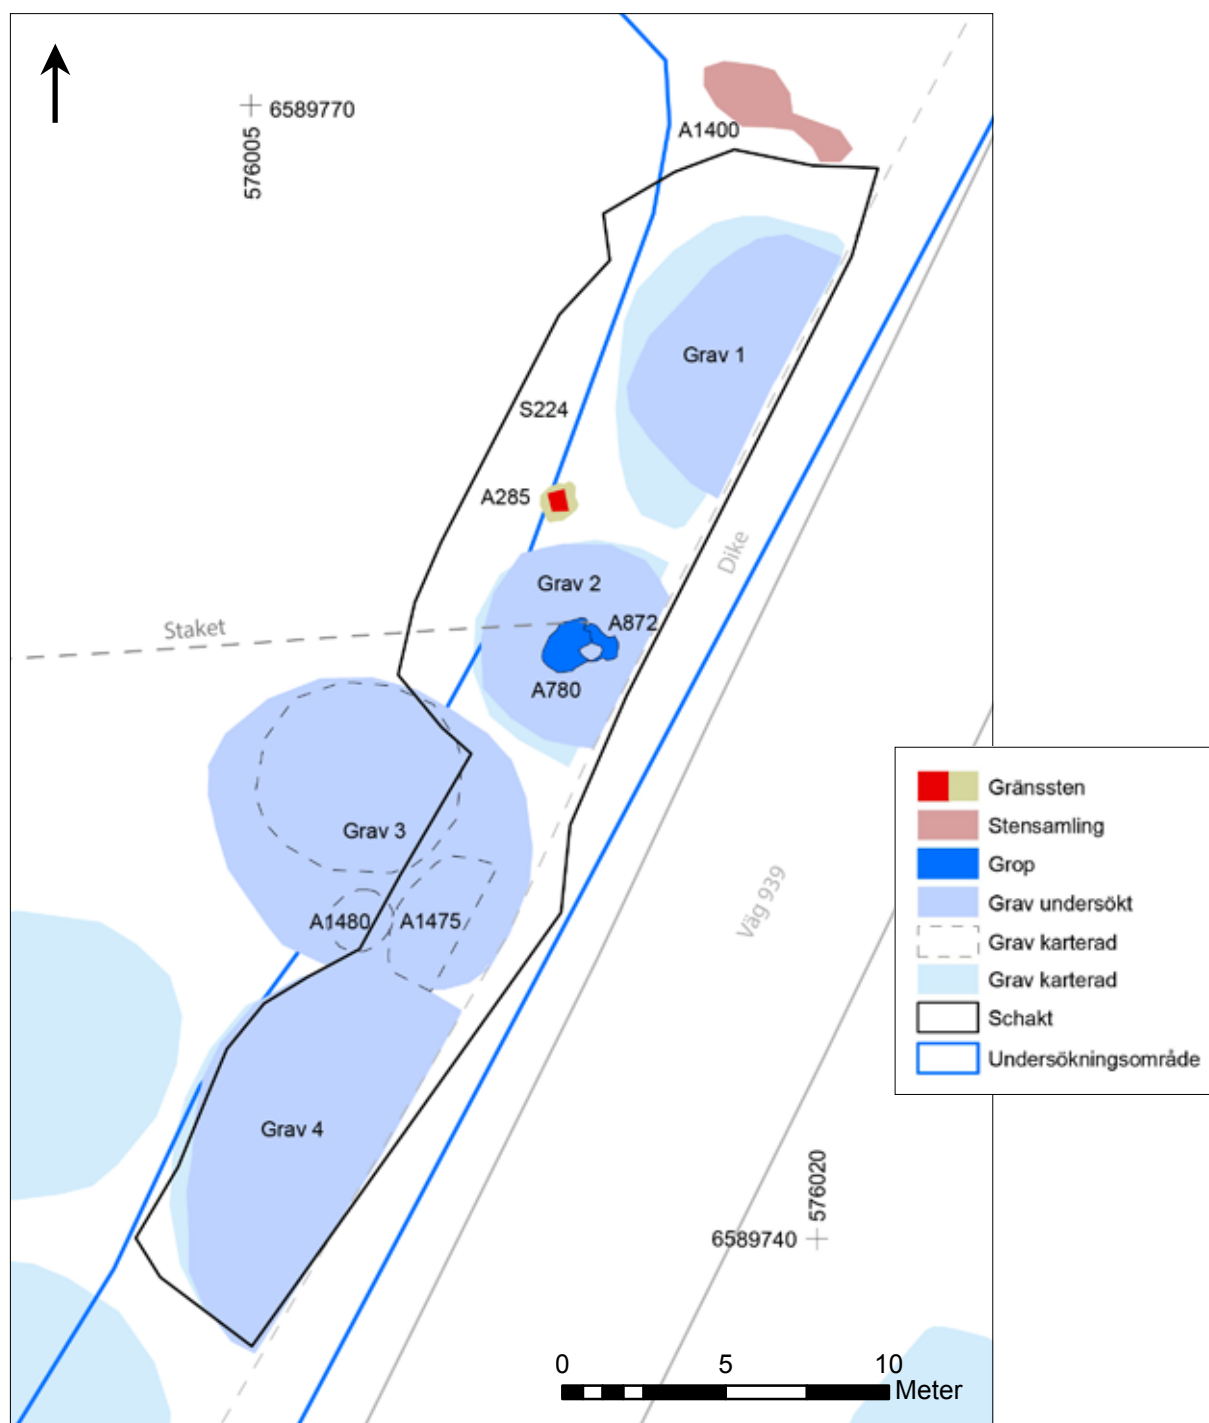 6589770
576005
A1400
Grav 1
S224
A285
Dike
Grav 2
A872
Staket
A780
Grav 3
A1480
A1475
Väg 939
Gränssten
Stensamling
Grop
Grav undersökt
Grav karterad
Grav karterad
Schakt
Undersökningsområde
Grav 4
576020
6589740
0 5 10
Meter